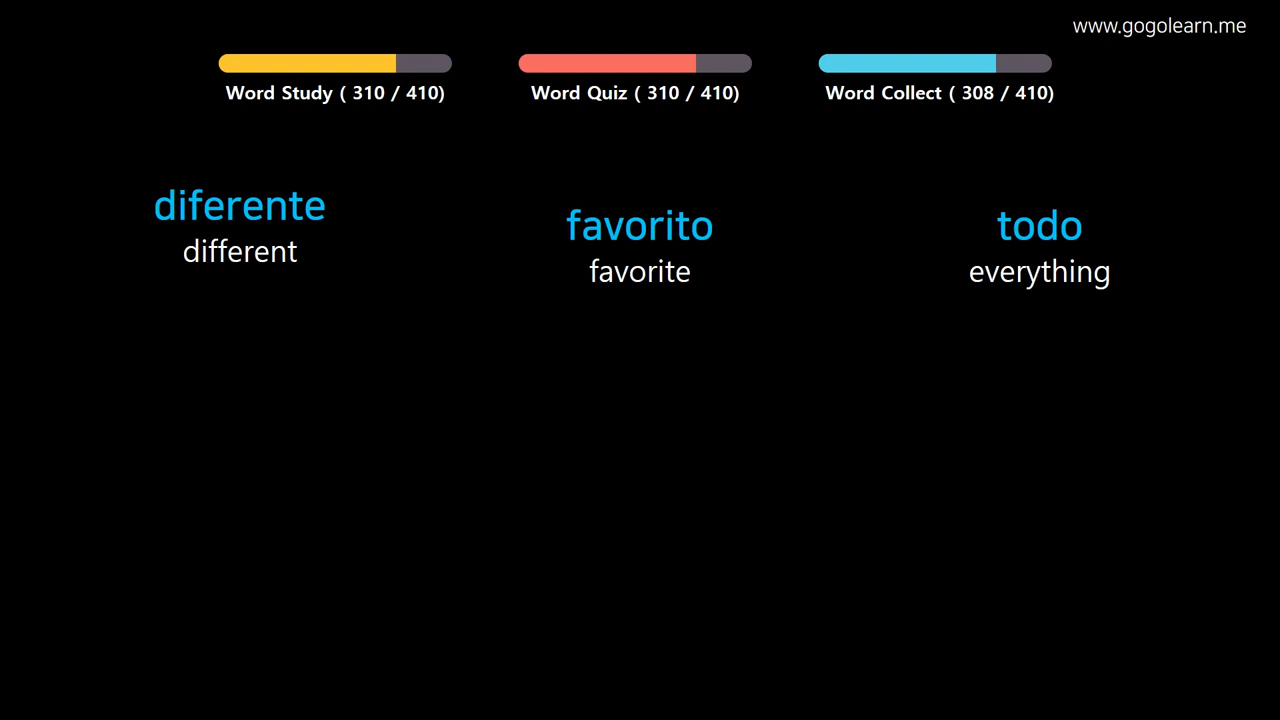 www.gogolearn.me
Word Study ( 310 / 410)
Word Quiz ( 310 / 410)
Word Collect ( 308 / 410)
diferente
different
favorito
favorite
todo
everything